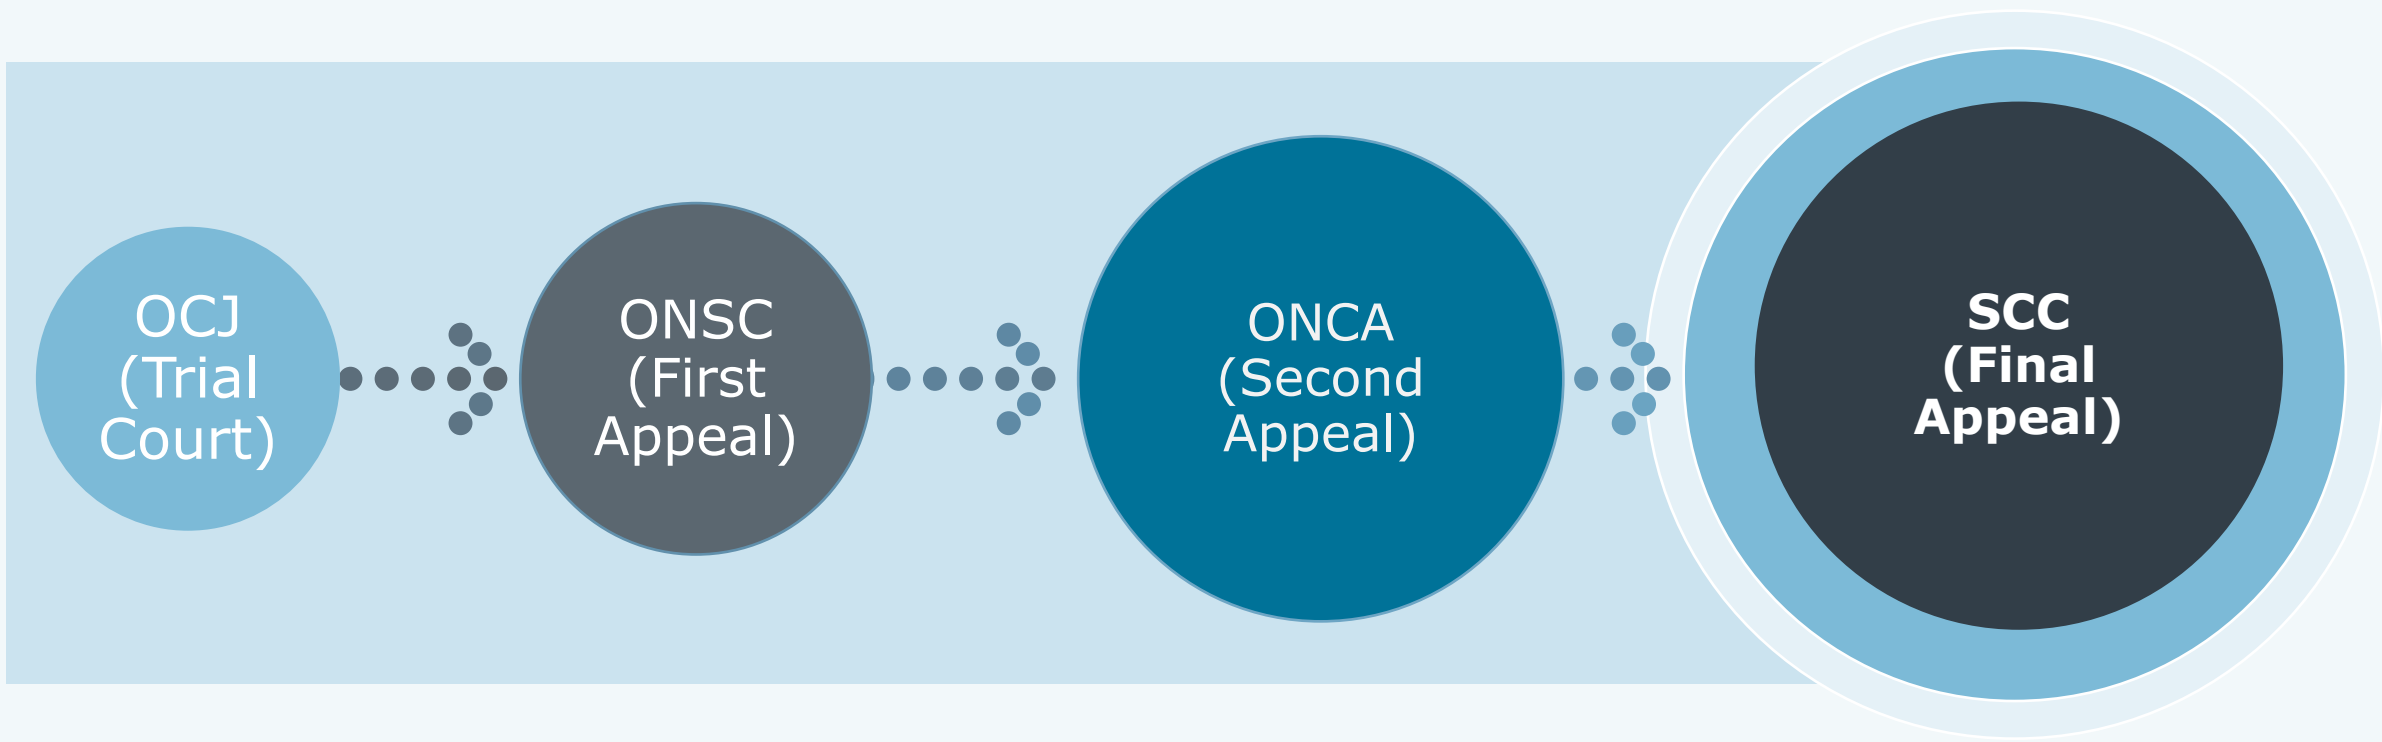 OCJ
(Trial
Court)
ONSC
(First
Appeal)
ONCA
(Second
Appeal)
SCC
(Final
Appeal)